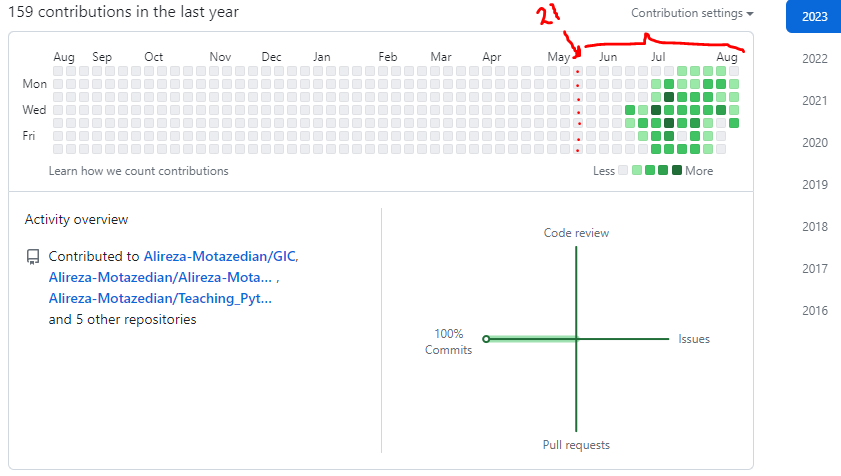 159 contributions in the last year
21
Contribution settings
2023
Aug Sep Oct Nov Dec Jan Feb Mar Apr May Jun Jul Aug
Mon
Wed
Fri
Learn how we count contributions
Less More
2022
2021
2020
2019
2018
2017
2016
Activity overview
Contributed to Alireza-Motazedian/GIC,
Alireza-Motazedian/Alireza-Mota... ,
Alireza-Motazedian/Teaching_Pyt...
and 5 other repositories
Code review
100%
Commits
Issues
Pull requests